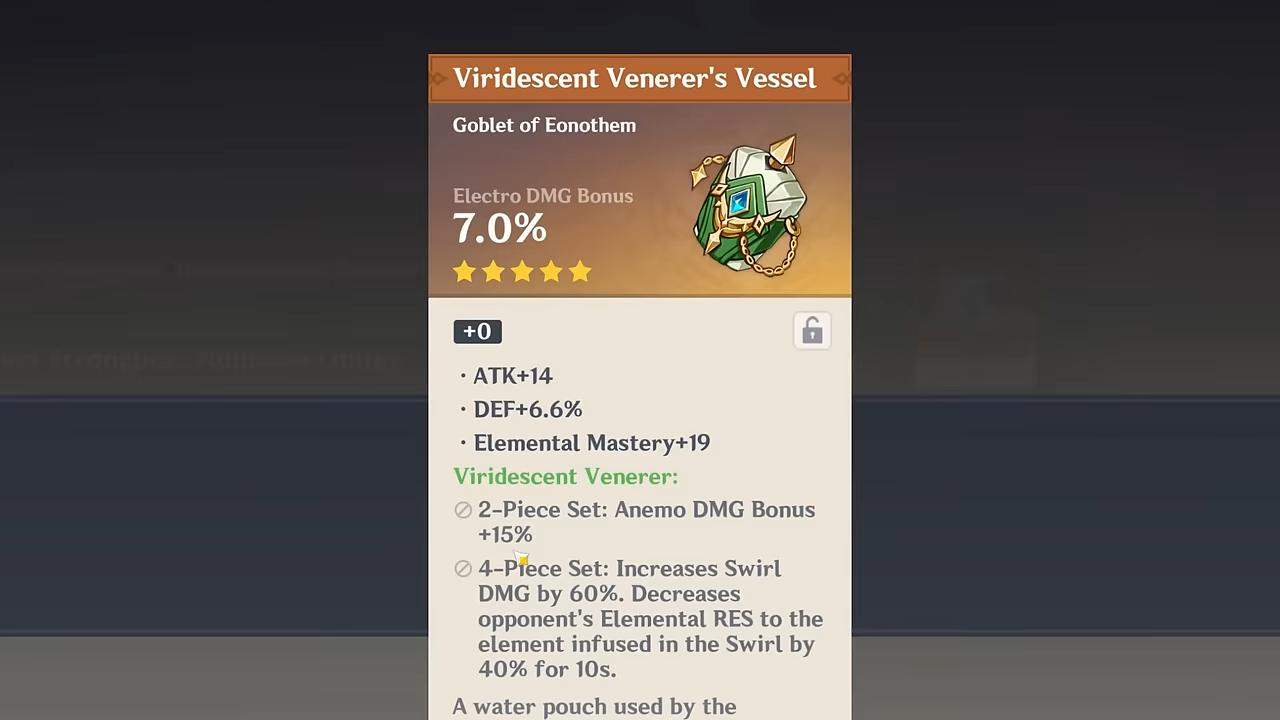 Viridescent Venerer's Vessel
Goblet of Eonothem
Electro DMG Bonus
7.0%
+0
· ATK+14
· DEF+6.6%
· Elemental Mastery+19
Viridescent Venerer:
2-Piece Set: Anemo DMG Bonus
+15%
4-Piece Set: Increases Swirl
DMG by 60%. Decreases
opponent's Elemental RES to the
element infused in the Swirl by
40% for 10s.
A water pouch used by the